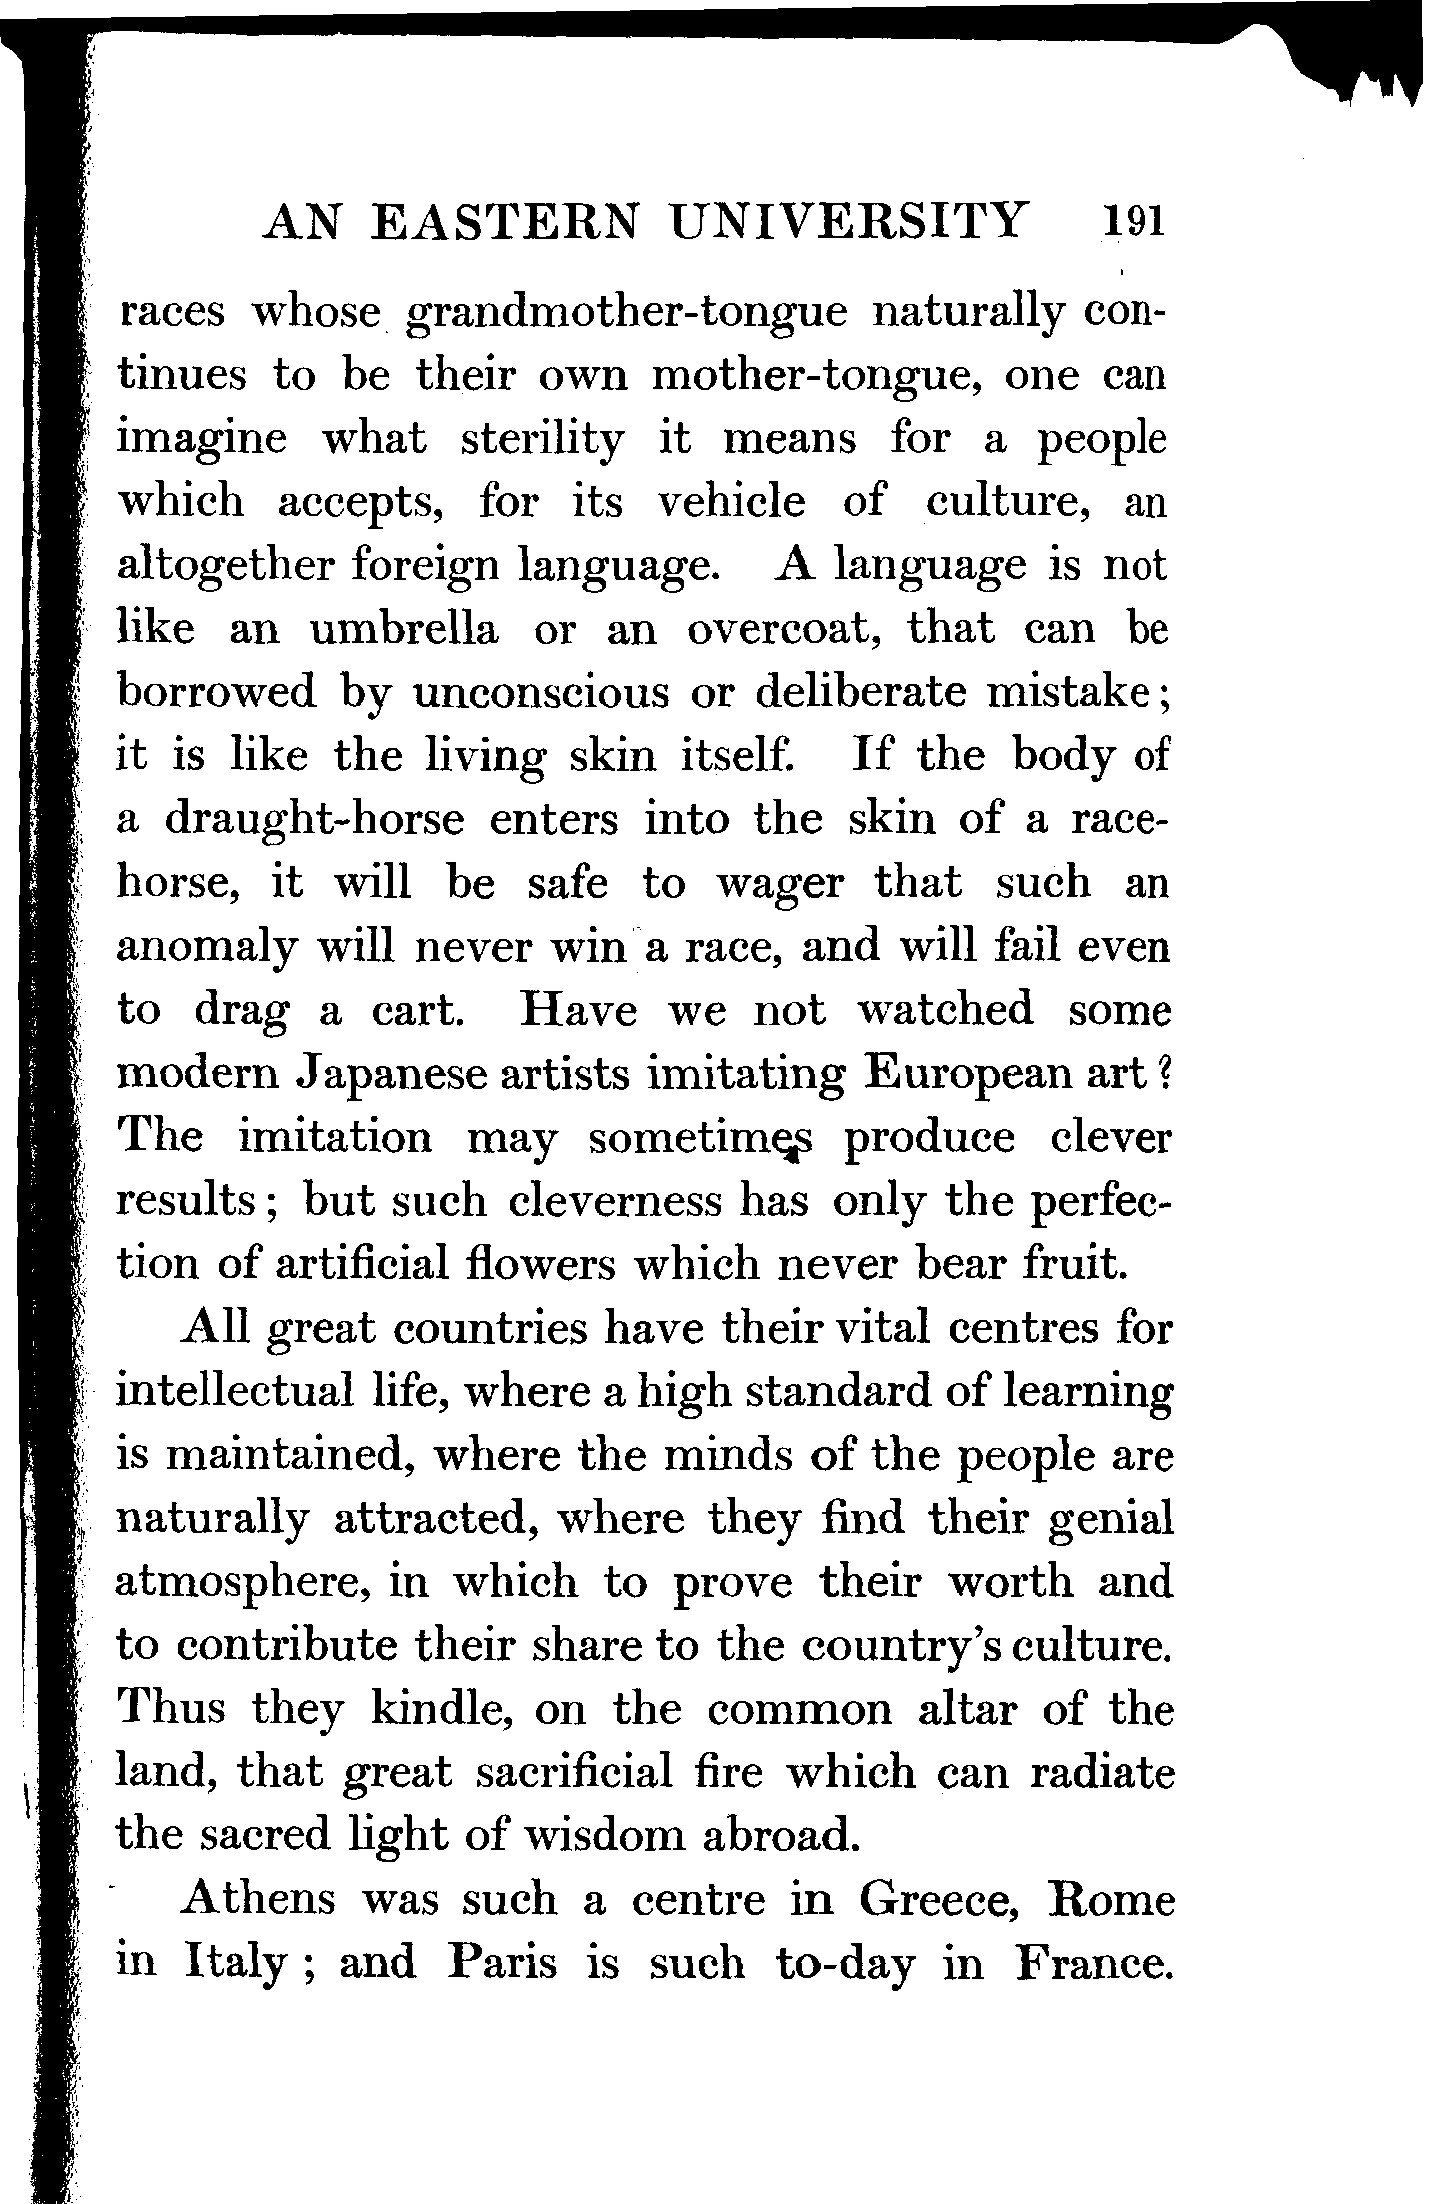 AN EASTERN UNIVERSITY 191
races whose grandmother-tongue naturally con-
tinues to be their own mother-tongue, one can
imagine what sterility it means for a people
which accepts, for its vehicle of culture, an
altogether foreign language. A language is not
like an umbrella or an overcoat, that can be
borrowed by unconscious or deliberate mistake;
it is like the living skin itself. If the body of
a draught-horse enters into the skin of a race-
horse, it will be safe to wager that such an
anomaly will never win a race, and will fail even
to drag a cart. Have we not watched some
modern Japanese artists imitating European art?
The imitation may sometimes produce clever
results; but such cleverness has only the perfec-
tion of artificial flowers which never bear fruit.
All great countries have their vital centres for
intellectual life, where a high standard of learning
is maintained, where the minds of the people are
naturally attracted, where they find their genial
atmosphere, in which to prove their worth and
to contribute their share to the country's culture.
Thus they kindle, on the common altar of the
land, that great sacrificial fire which can radiate
the sacred light of wisdom abroad.
Athens was such a centre in Greece, Rome
in Italy; and Paris is such to-day in France.